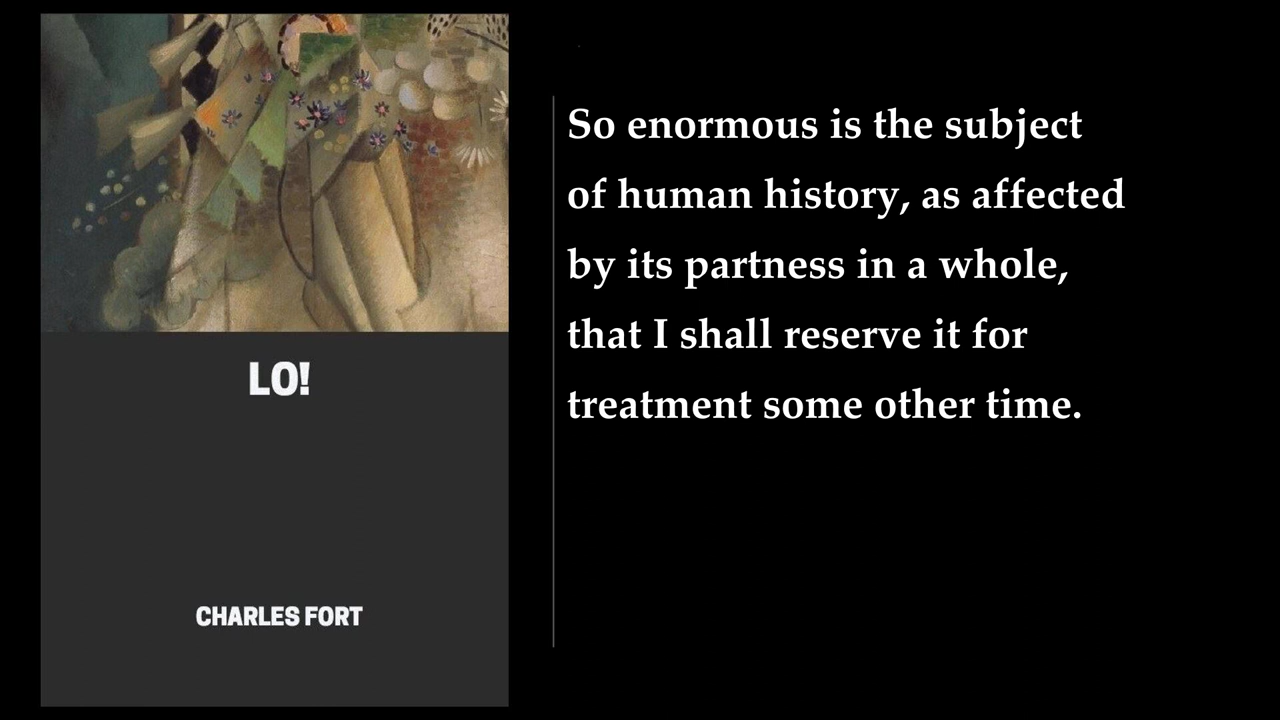 LO!
CHARLES FORT
So enormous is the subject
of human history, as affected
by its partness in a whole,
that I shall reserve it for
treatment some other time.